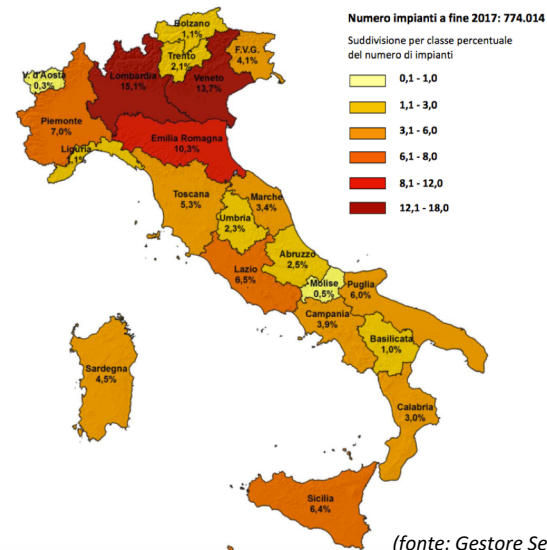 Numero impianti a fine 2017: 774.014
Suddivisione per classe percentuale
del numero di impianti
0,1 - 1,0
1,1 - 3,0
3,1 - 6,0
6,1 - 8,0
8,1 - 12,0
12,1 - 18,0
Bolzano
1,1%
Trento
2,1%
F.V.G.
4,1%
V. d'Aosta
0,3%
Lombardia
15,1%
Veneto
13,7%
Piemonte
7,0%
Emilia Romagna
10,3%
Liguria
1,1%
Toscana
5,3%
Marche
3,4%
Umbria
2,3%
Abruzzo
2,5%
Lazio
6,5%
Molise
0,5%
Puglia
6,0%
Campania
3,9%
Basilicata
1,0%
Sardegna
4,5%
Calabria
3,0%
Sicilia
6,4%
(fonte: Gestore Se